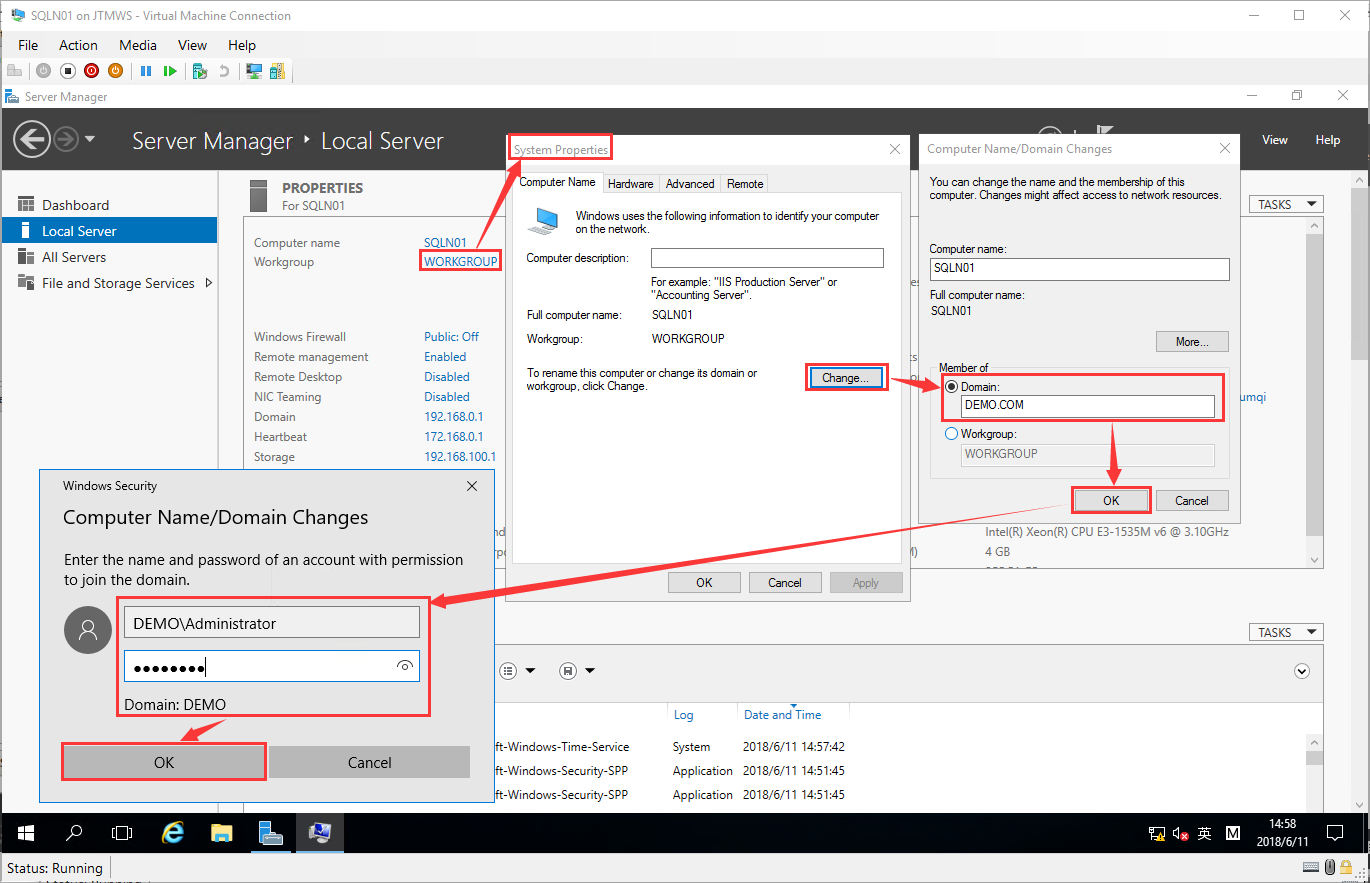 SQLN01 on JTMWS - Virtual Machine Connection
File Action Media View Help
Server Manager
Server Manager • Local Server
View Help
Dashboard
Local Server
All Servers
File and Storage Services
PROPERTIES
For SQLN01
TASKS
Computer name SQLN01
Workgroup WORKGROUP
Windows Firewall Public: Off
Remote management Enabled
Remote Desktop Disabled
NIC Teaming Disabled
Domain 192.168.0.1
Heartbeat 172.168.0.1
Storage 192.168.100.1
umqi
Intel(R) Xeon(R) CPU E3-1535M v6 @ 3.10GHz
4 GB
System Properties
Computer Name Hardware Advanced Remote
Windows uses the following information to identify your computer
on the network.
Computer description:
For example: "IIS Production Server" or
"Accounting Server".
Full computer name: SQLN01
Workgroup: WORKGROUP
To rename this computer or change its domain or
workgroup, click Change.
Change...
OK Cancel Apply
Computer Name/Domain Changes
You can change the name and the membership of this
computer. Changes might affect access to network resources.
Computer name:
SQLN01
Full computer name:
SQLN01
More...
Member of
Domain:
DEMO.COM
Workgroup:
WORKGROUP
OK Cancel
Windows Security
Computer Name/Domain Changes
Enter the name and password of an account with permission
to join the domain.
DEMO\Administrator
Domain: DEMO
OK Cancel
TASKS
Log Date and Time
ft-Windows-Time-Service System 2018/6/11 14:57:42
ft-Windows-Security-SPP Application 2018/6/11 14:51:45
ft-Windows-Security-SPP Application 2018/6/11 14:51:45
英 M
14:58
2018/6/11
Status: Running